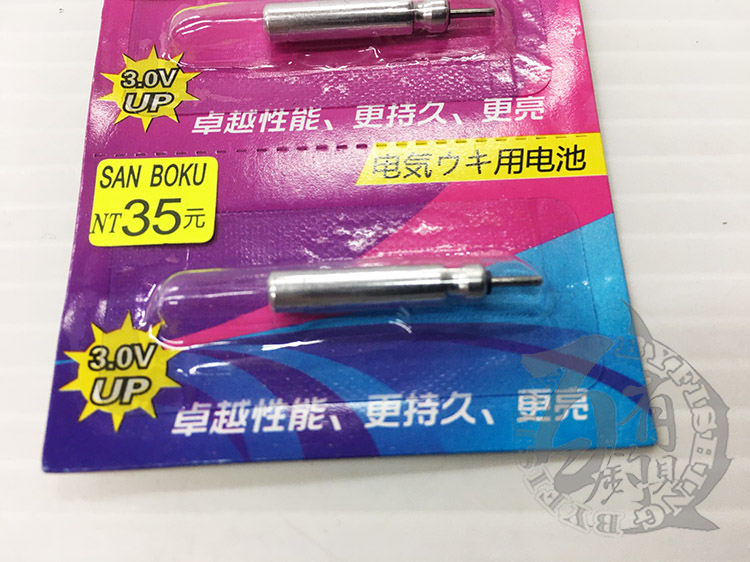 3.0V
UP
卓越性能、更持久、更亮
SAN BOKU
NT35元
电気ウキ用电池
3.0V
UP
卓越性能、更持久、更亮